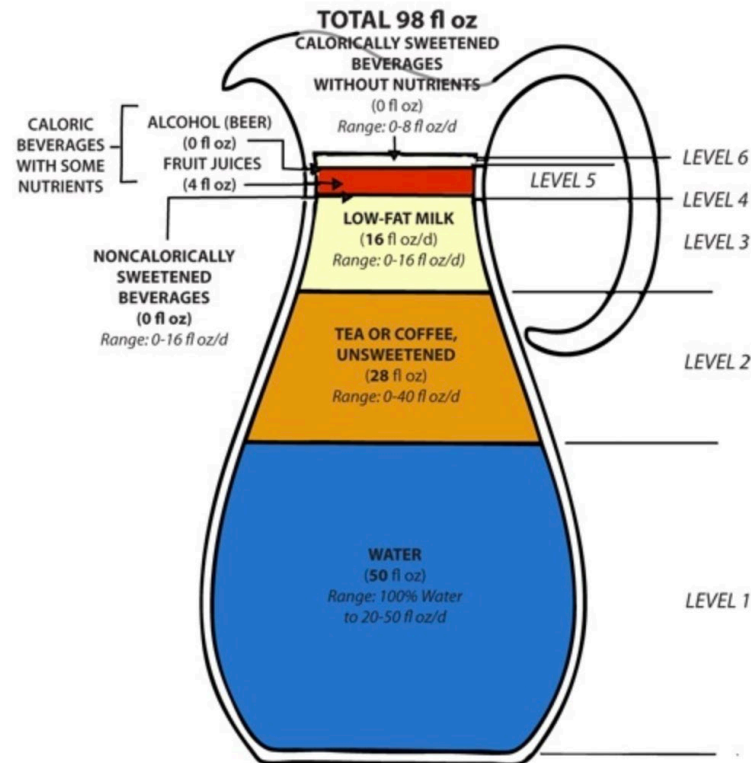 TOTAL 98 fl oz
CALORICALLY SWEETENED
BEVERAGES
WITHOUT NUTRIENTS
(0 fl oz)
Range: 0-8 fl oz/d
CALORIC
BEVERAGES
WITH SOME
NUTRIENTS
ALCOHOL (BEER)
(0 fl oz)
FRUIT JUICES
(4 fl oz)
NONCALORICALLY
SWEETENED
BEVERAGES
(0 fl oz)
Range: 0-16 fl oz/d
LOW-FAT MILK
(16 fl oz/d)
Range: 0-16 fl oz/d)
TEA OR COFFEE,
UNSWEETENED
(28 fl oz)
Range: 0-40 fl oz/d
WATER
(50 fl oz)
Range: 100% Water
to 20-50 fl oz/d
LEVEL 6
LEVEL 5
LEVEL 4
LEVEL 3
LEVEL 2
LEVEL 1